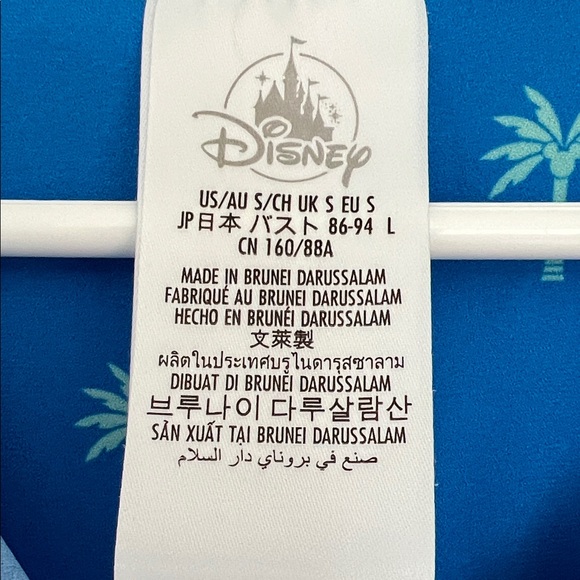 Disney
US/AU S/CH UK S EU S
JP日本 バスト 86-94 L
CN 160/88A
MADE IN BRUNEI DARUSSALAM
FABRIQUÉ AU BRUNEI DARUSSALAM
HECHO EN BRUNÉI DARUSSALAM
文萊製
ผลิตในประเทศบรูไนดารุสซาลาม
DIBUAT DI BRUNEI DARUSSALAM
브루나이 다루살람산
SẢN XUẤT TẠI BRUNEI DARUSSALAM
صنع في بروناي دار السلام